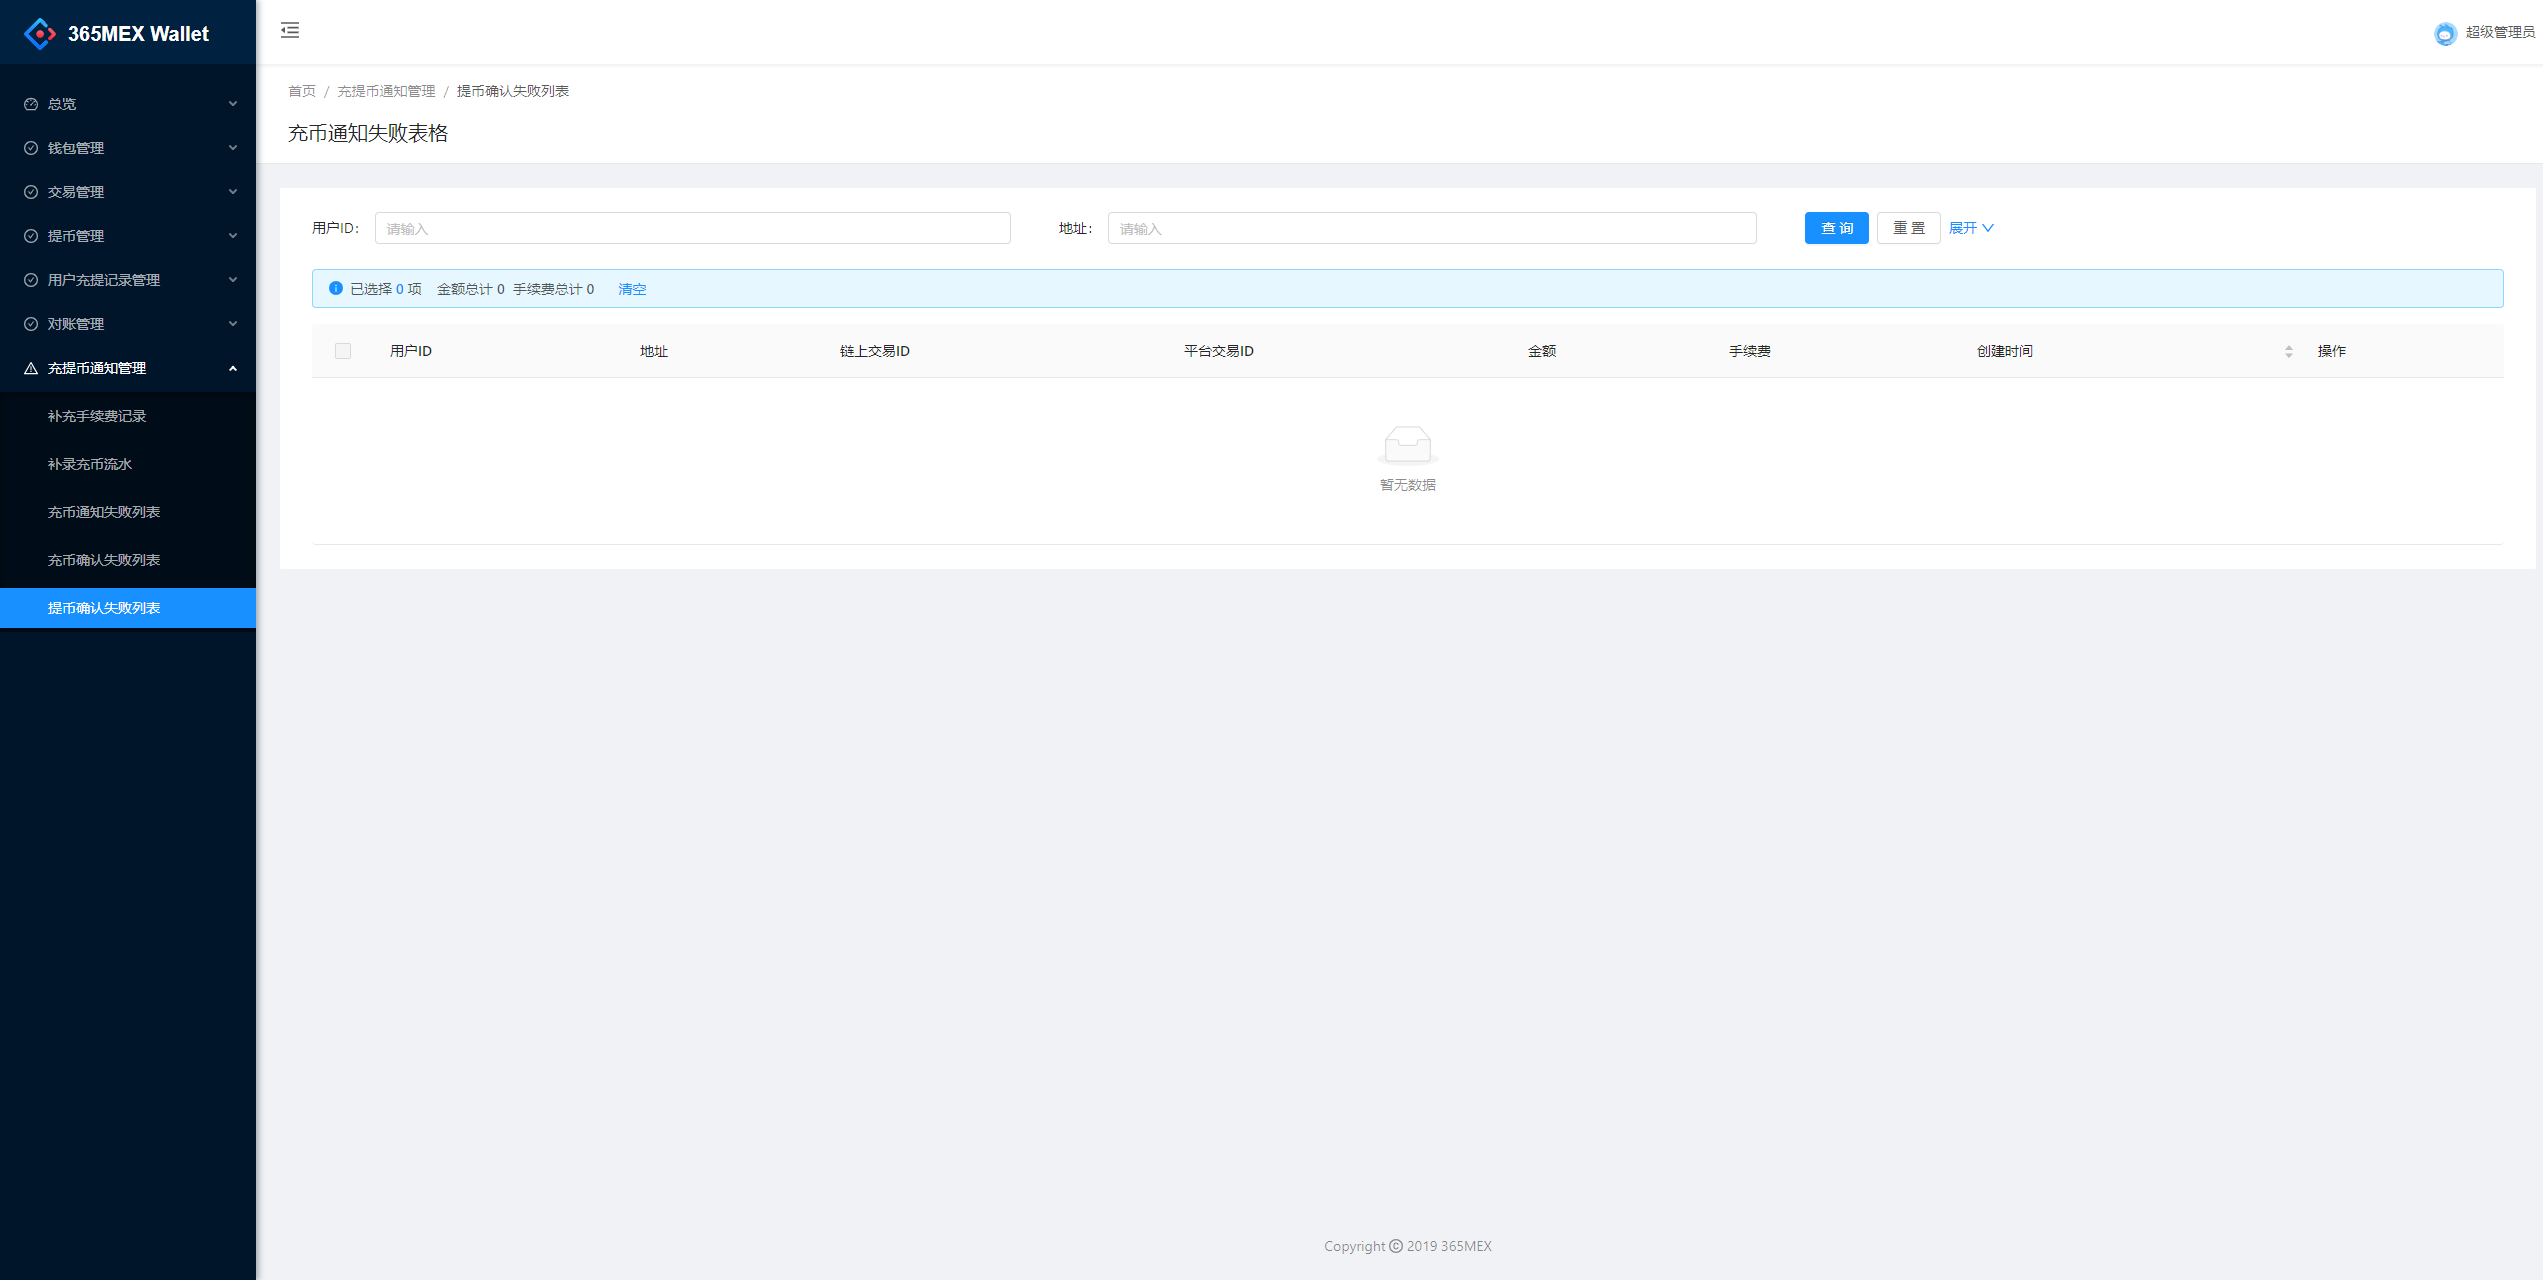 365MEX Wallet
超级管理员
总览
钱包管理
交易管理
提币管理
用户充提记录管理
对账管理
充提币通知管理
补充手续费记录
补录充币流水
充币通知失败列表
充币确认失败列表
提币确认失败列表
首页 / 充提币通知管理 / 提币确认失败列表
充币通知失败表格
用户ID: 请输入 地址: 请输入 查 询 重 置 展开
已选择 0 项 金额总计 0 手续费总计 0 清空
用户ID 地址 链上交易ID 平台交易ID 金额 手续费 创建时间 操作
暂无数据
Copyright © 2019 365MEX